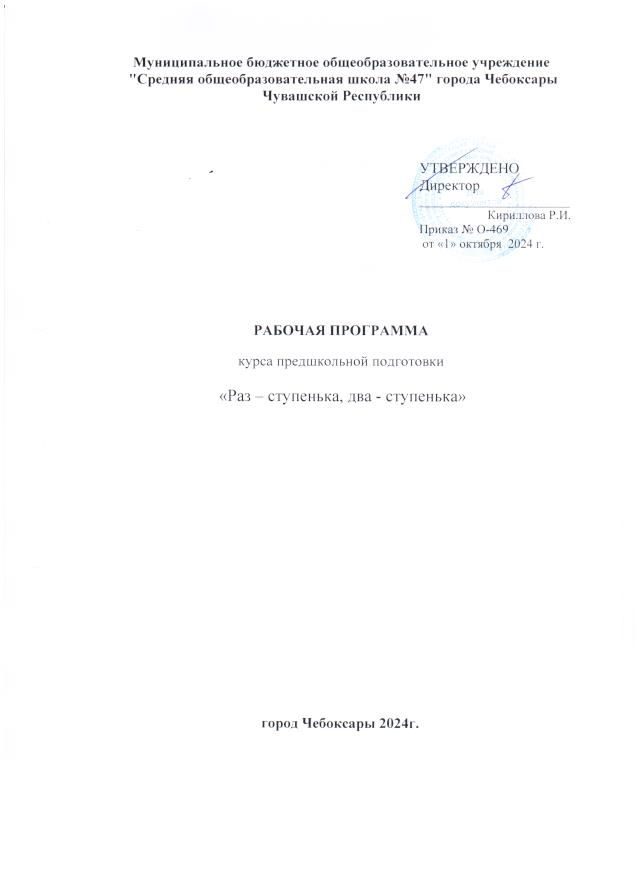 Муниципальное бюджетное общеобразовательное учреждение
"Средняя общеобразовательная школа №47" города Чебоксары
Чувашской Республики
УТВЕРЖДЕНО
Директор
Кириллова Р.И.
Приказ № О-469
от «1» октября 2024 г.
РАБОЧАЯ ПРОГРАММА
курса предшкольной подготовки
«Раз – ступенька, два - ступенька»
город Чебоксары 2024г.